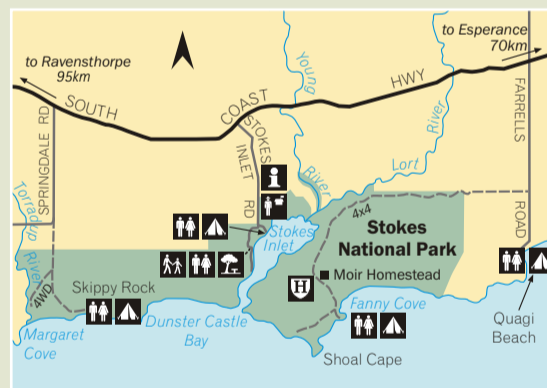 to Esperance
70km
to Ravensthorpe
95km
Young
River
SOUTH
COAST
HWY
FARRELLS
ROAD
SPRINGDALE RD
STOKES
INLET
RD
River
Lort
Torradup
River
4x4
Stokes
National Park
Stokes
Inlet
Moir Homestead
H
4WD
Skippy Rock
Fanny Cove
Dunster Castle
Bay
Margaret
Cove
Quagi
Beach
Shoal Cape